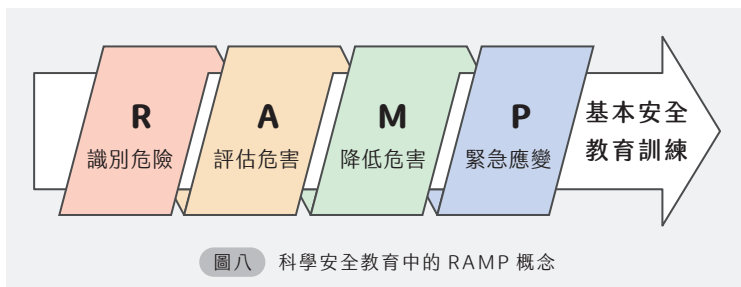 R
識別危險
A
評估危害
M
降低危害
P
緊急應變
基本安全
教育訓練
圖八 科學安全教育中的 RAMP 概念